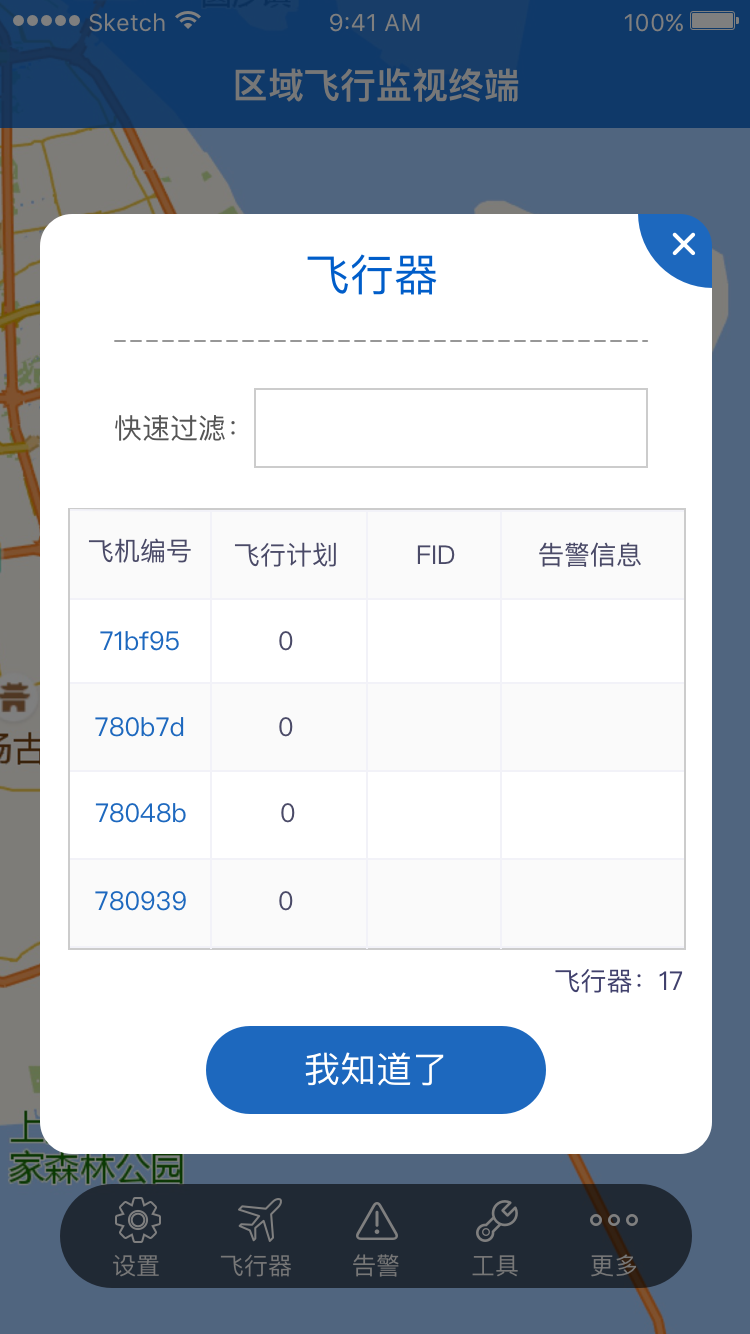 Sketch 9:41 AM 100%
区域飞行监视终端
飞行器
快速过滤：
飞机编号 飞行计划 FID 告警信息
71bf95 0
780b7d 0
78048b 0
780939 0
飞行器：17
我知道了
上
家森林公园
设置 飞行器 告警 工具 更多